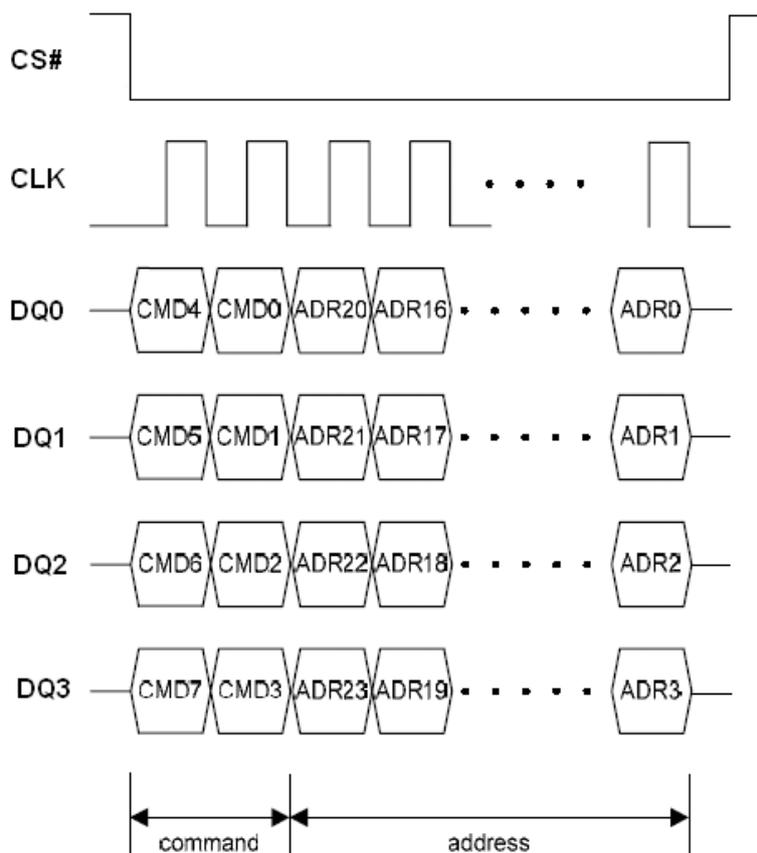 CS#
CLK
DQ0 CMD4 CMD0 ADR20 ADR16 ADR0
DQ1 CMD5 CMD1 ADR21 ADR17 ADR1
DQ2 CMD6 CMD2 ADR22 ADR18 ADR2
DQ3 CMD7 CMD3 ADR23 ADR19 ADR3
command address